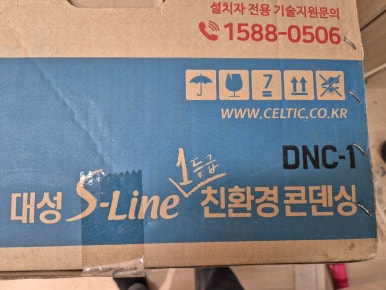 설치자 전용 기술지원문의
1588-0506
7
WWW.CELTIC.CO.KR
DNC-1
대성 S-Line 1등급 친환경 콘덴싱